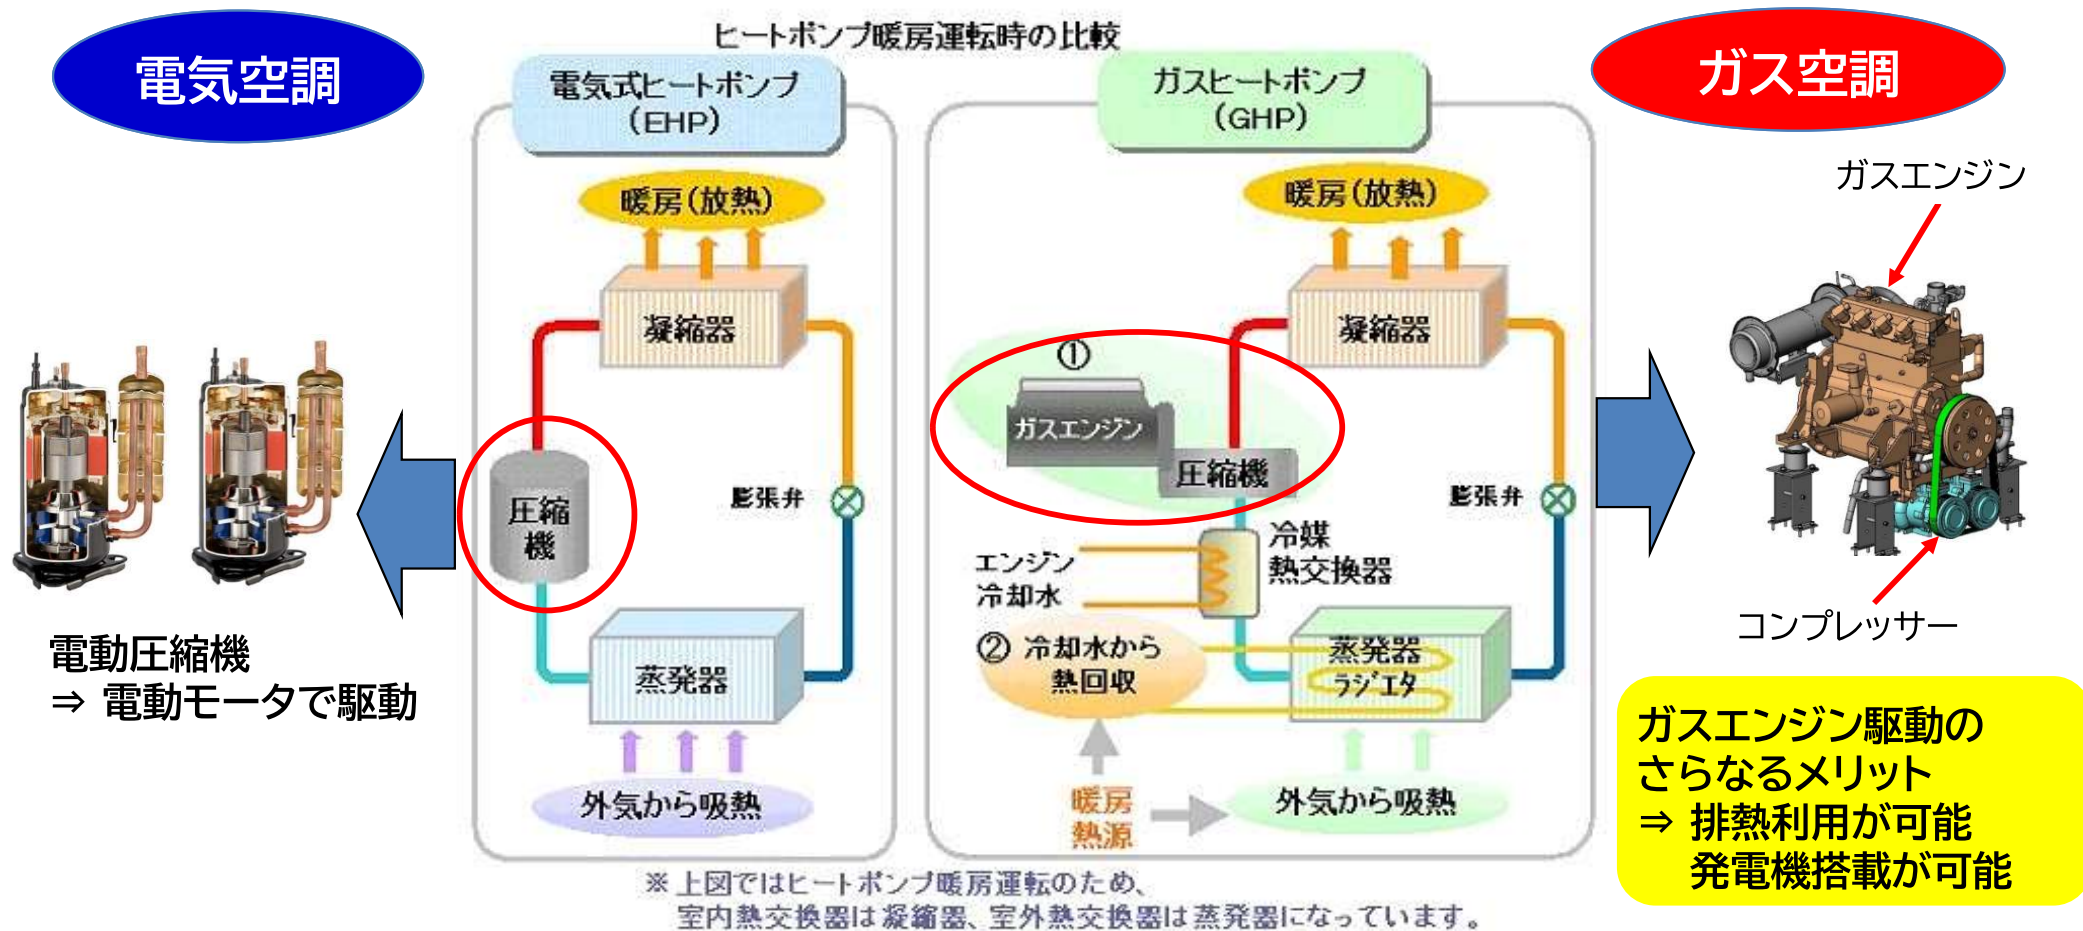 ヒートポンプ暖房運転時の比較
電気空調
電気式ヒートポンプ
(EHP)
暖房(放熱)
凝縮器
圧縮
機
膨張弁
蒸発器
外気から吸熱
電動圧縮機
⇒ 電動モータで駆動
ガスヒートポンプ
(GHP)
暖房(放熱)
凝縮器
①
ガスエンジン
圧縮機
膨張弁
冷媒
熱交換器
エンジン
冷却水
② 冷却水から
熱回収
蒸発器
ラジエタ
暖房
熱源
外気から吸熱
ガス空調
ガスエンジン
コンプレッサー
ガスエンジン駆動の
さらなるメリット
⇒ 排熱利用が可能
発電機搭載が可能
※ 上図ではヒートポンプ暖房運転のため、
室内熱交換器は凝縮器、室外熱交換器は蒸発器になっています。